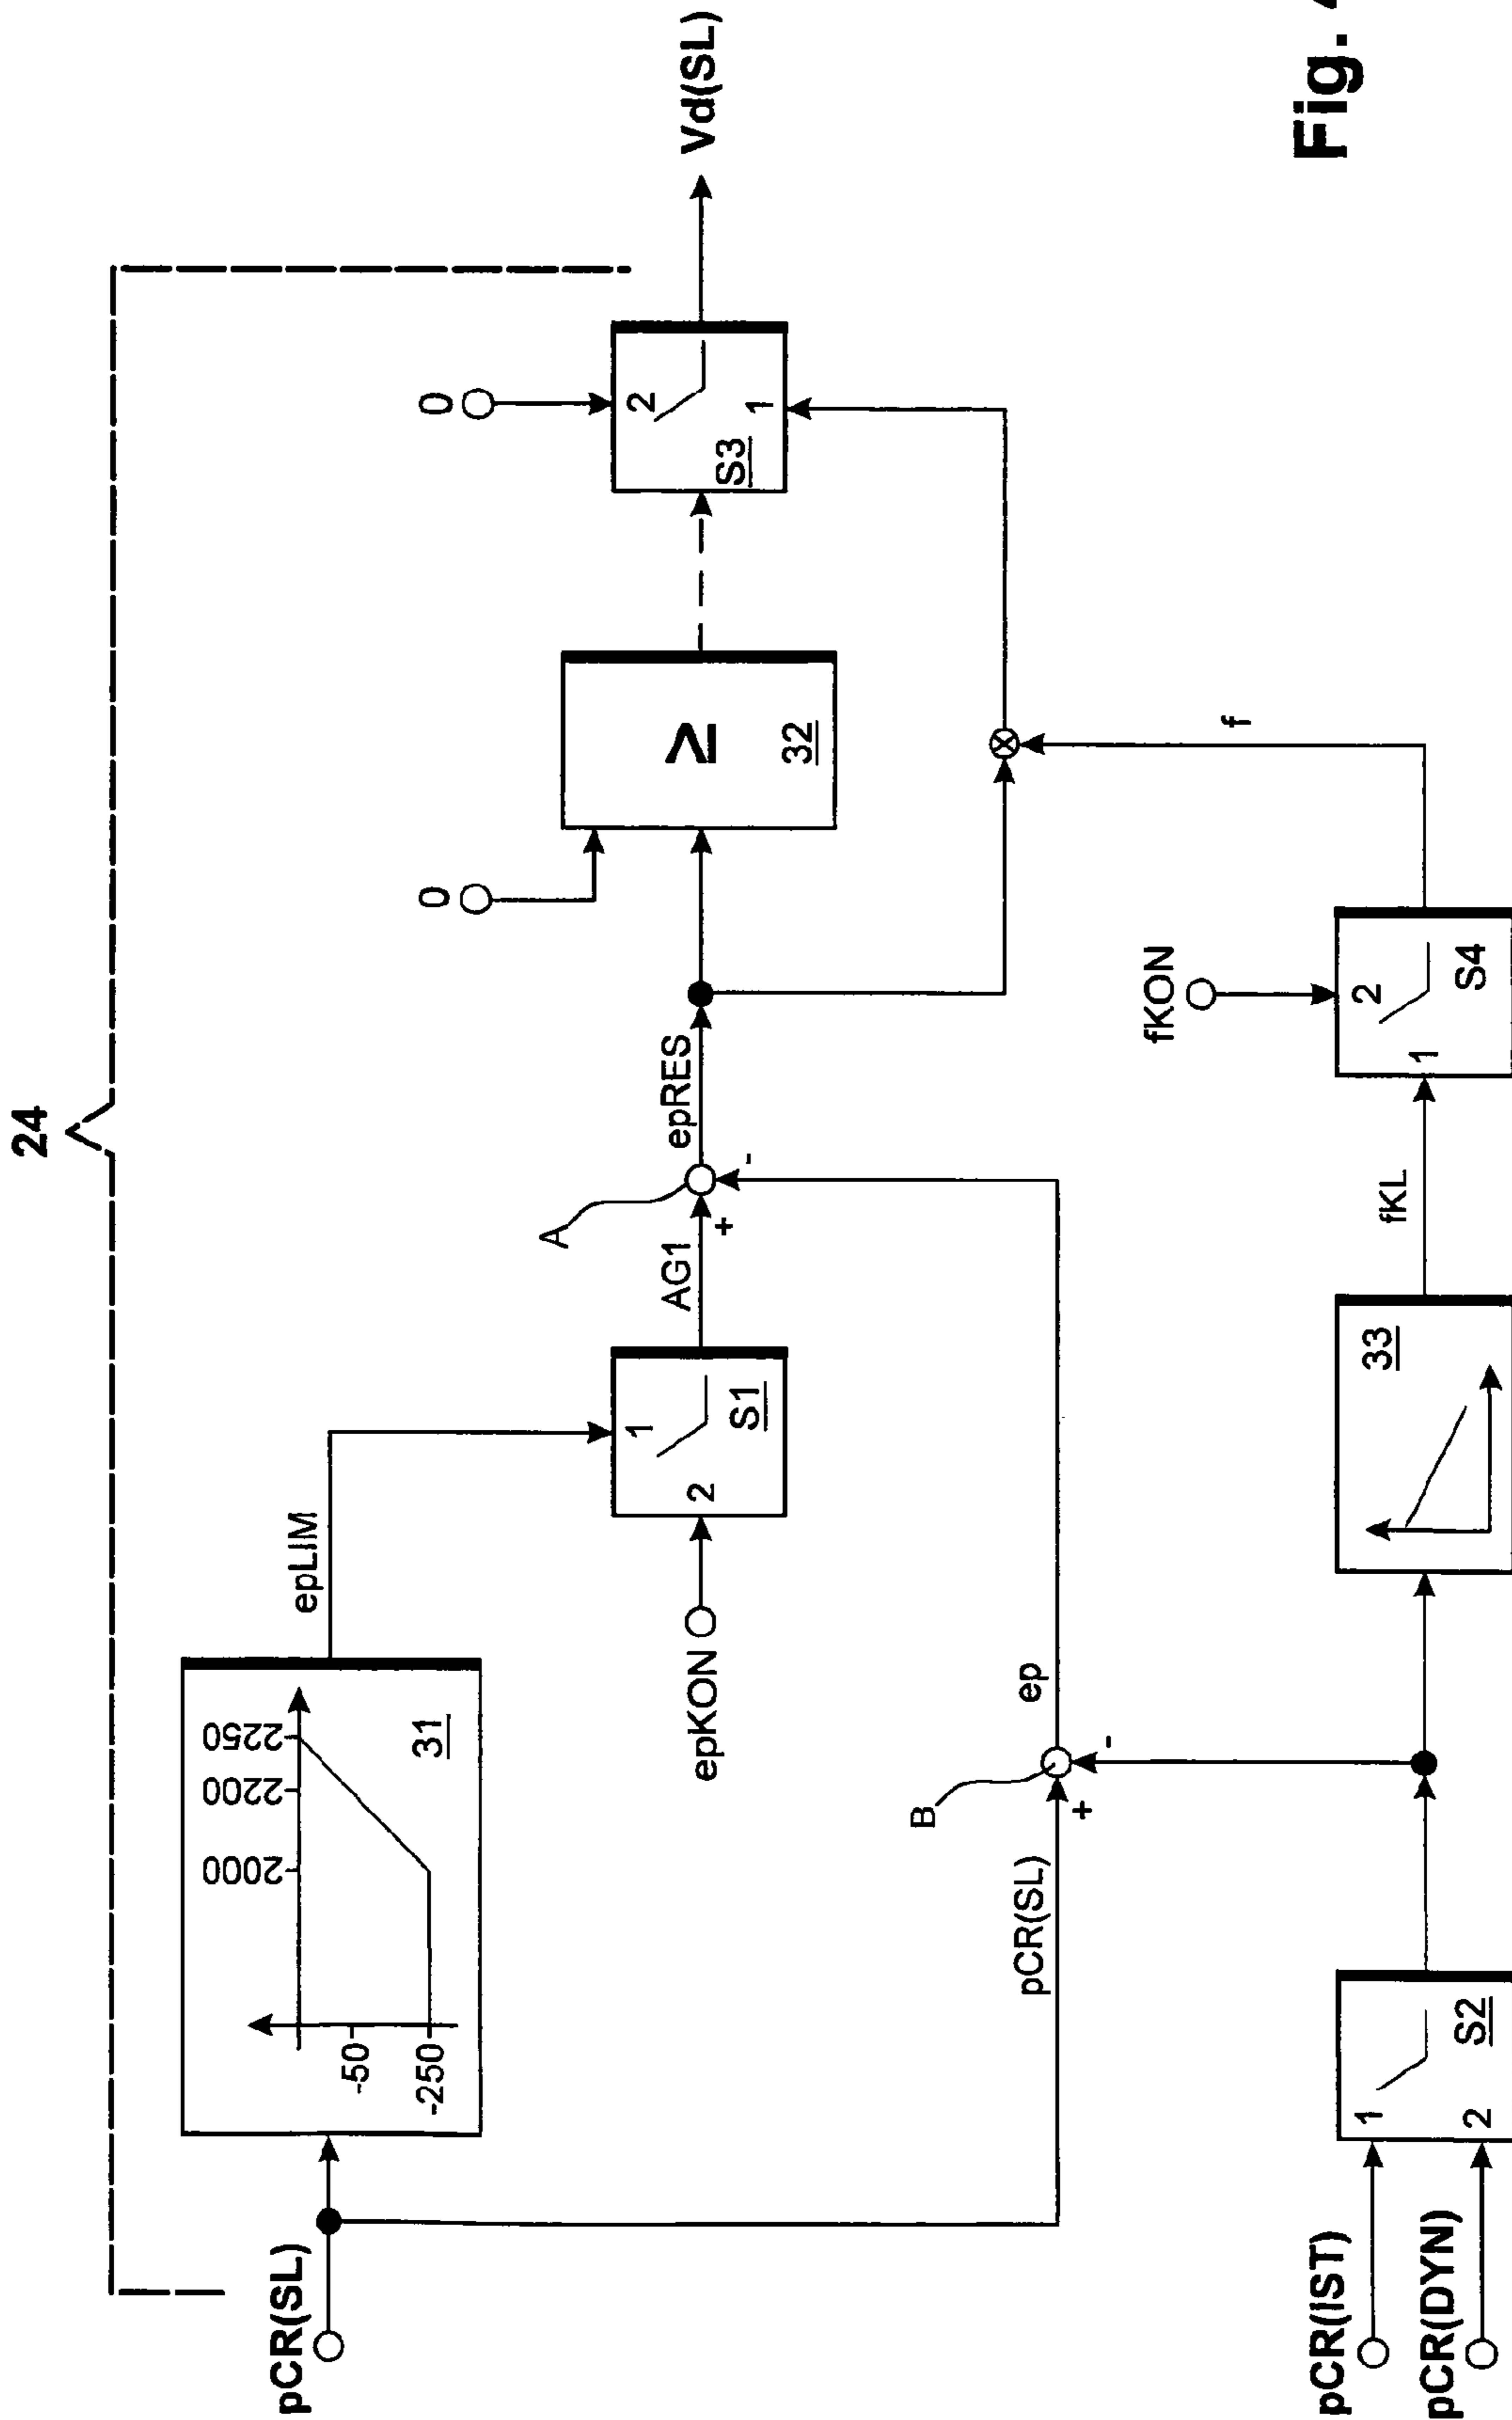 24
pCR(SL)
2000
2200
2250
-50
-250
31
epLIM
epKON
1
2
S1
AG1
+
-
A
epRES
0
≥
32
0
2
1
S3
Vd(SL)
pCR(SL)
+
-
B
ep
f
pCR(IST)
pCR(DYN)
1
2
S2
33
fKL
fKON
1
2
S4
Fig.